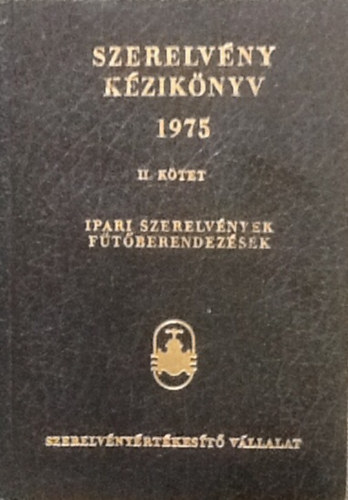 SZERELVÉNY
KÉZIKÖNYV
1975
II. KÖTET
IPARI SZERELVÉNYEK
FŰTŐBERENDEZÉSEK
SZERELVÉNYÉRTÉKESÍTŐ VÁLLALAT